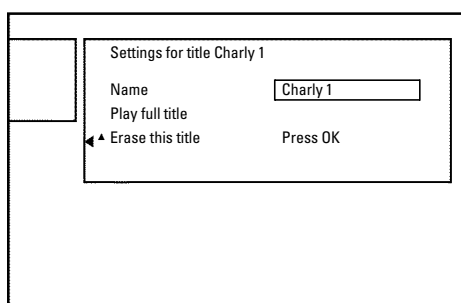 Settings for title Charly 1
Name Charly 1
Play full title
Erase this title Press OK